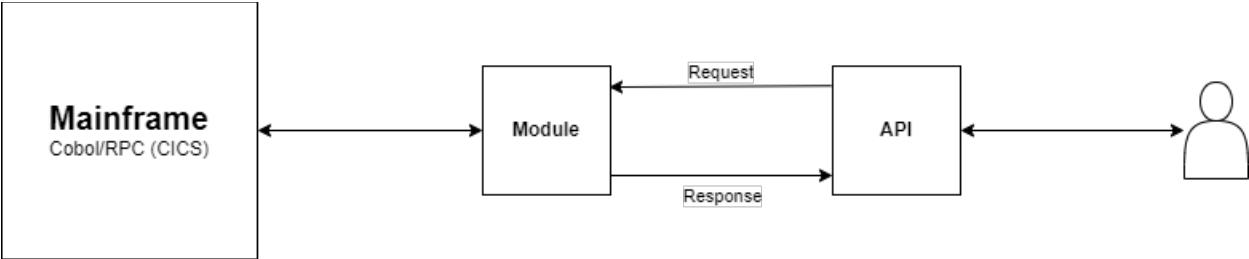 Mainframe
Cobol/RPC (CICS)
Module
Request
Response
API